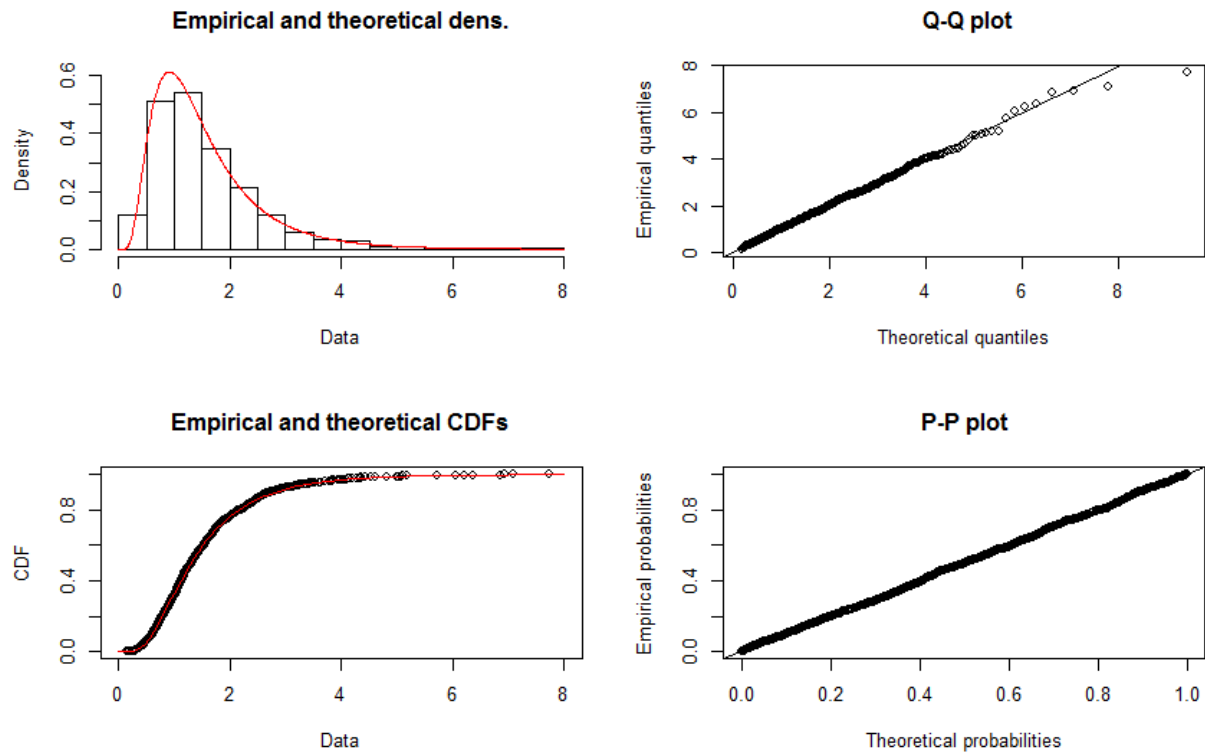 Empirical and theoretical dens.
Density
0.0 0.2 0.4 0.6
0 2 4 6 8
Data
Q-Q plot
Empirical quantiles
0 2 4 6 8
0 2 4 6 8
Theoretical quantiles
Empirical and theoretical CDFs
CDF
0.0 0.4 0.8
0 2 4 6 8
Data
P-P plot
Empirical probabilities
0.0 0.4 0.8
0.0 0.2 0.4 0.6 0.8 1.0
Theoretical probabilities